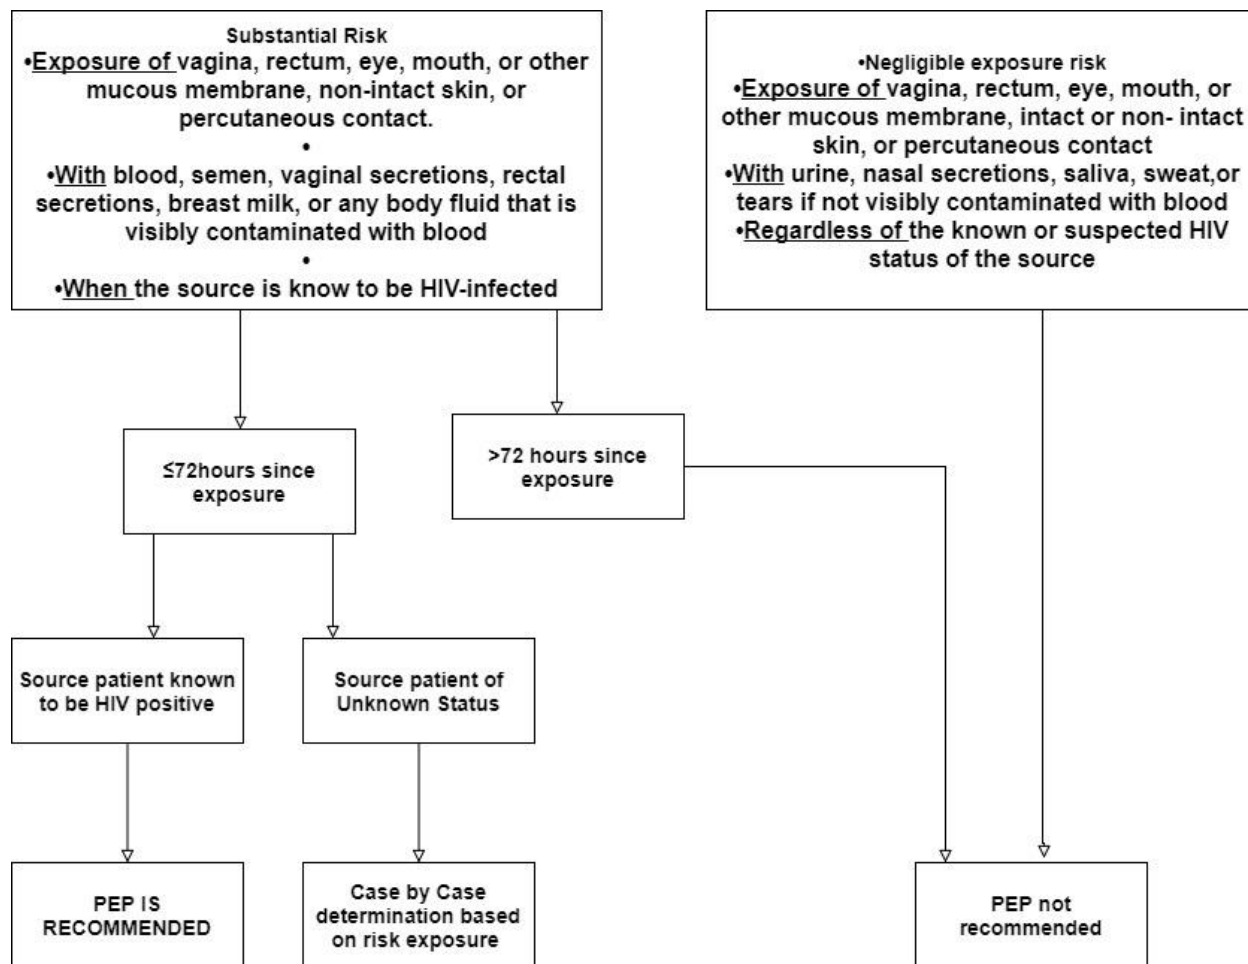 Substantial Risk
•Exposure of vagina, rectum, eye, mouth, or other
mucous membrane, non-intact skin, or
percutaneous contact.
•
•With blood, semen, vaginal secretions, rectal
secretions, breast milk, or any body fluid that is
visibly contaminated with blood
•
•When the source is know to be HIV-infected
•Negligible exposure risk
•Exposure of vagina, rectum, eye, mouth, or
other mucous membrane, intact or non- intact
skin, or percutaneous contact
•With urine, nasal secretions, saliva, sweat,or
tears if not visibly contaminated with blood
•Regardless of the known or suspected HIV
status of the source
≤72hours since
exposure
>72 hours since
exposure
Source patient known
to be HIV positive
Source patient of
Unknown Status
PEP IS
RECOMMENDED
Case by Case
determination based
on risk exposure
PEP not
recommended